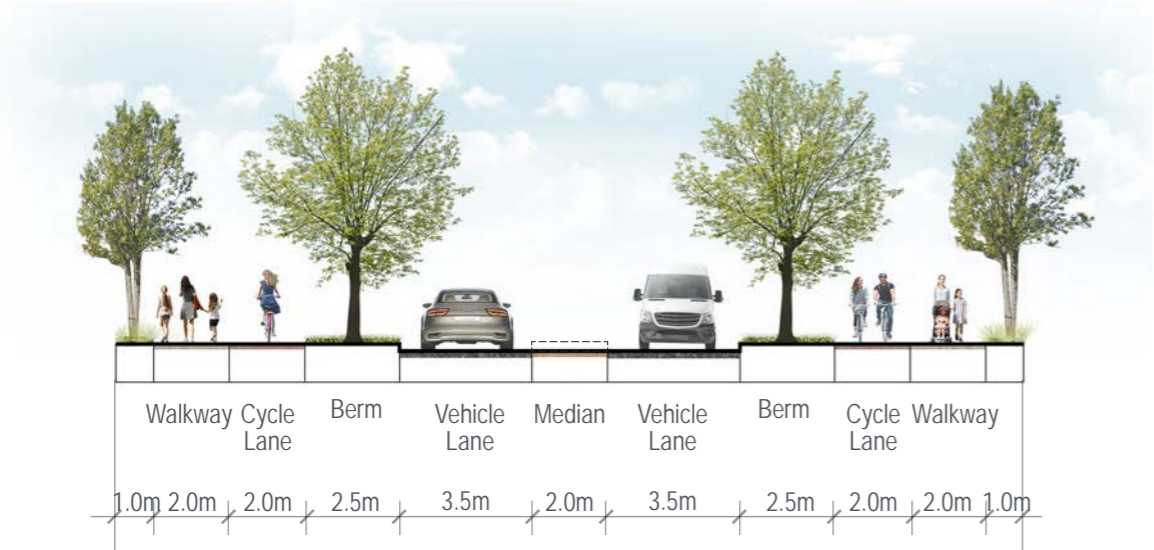 Walkway Cycle Lane Berm Vehicle Lane Median Vehicle Lane Berm Cycle Lane Walkway
1.0m 2.0m 2.0m 2.5m 3.5m 2.0m 3.5m 2.5m 2.0m 2.0m 1.0m